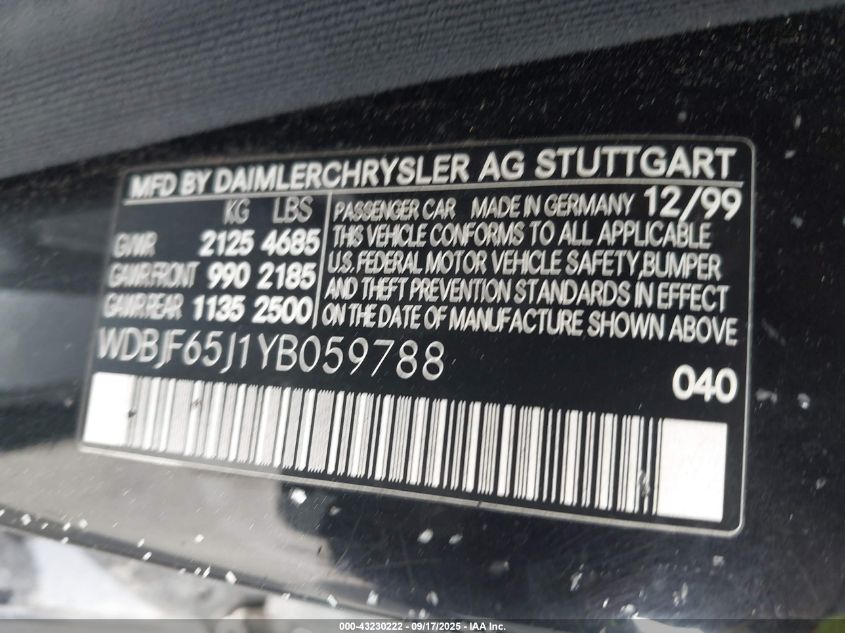 MFD BY DAIMLERCHRYSLER AG STUTTGART
KG LBS
GVWR 2125 4685
GAWR.FRONT 990 2185
GAWR.REAR 1135 2500
PASSENGER CAR MADE IN GERMANY 12/99
THIS VEHICLE CONFORMS TO ALL APPLICABLE
U.S. FEDERAL MOTOR VEHICLE SAFETY,BUMPER
AND THEFT PREVENTION STANDARDS IN EFFECT
ON THE DATE OF MANUFACTURE SHOWN ABOVE
WDBJF65J1YB059788
040
000-43230222 - 09/17/2025 - IAA Inc.